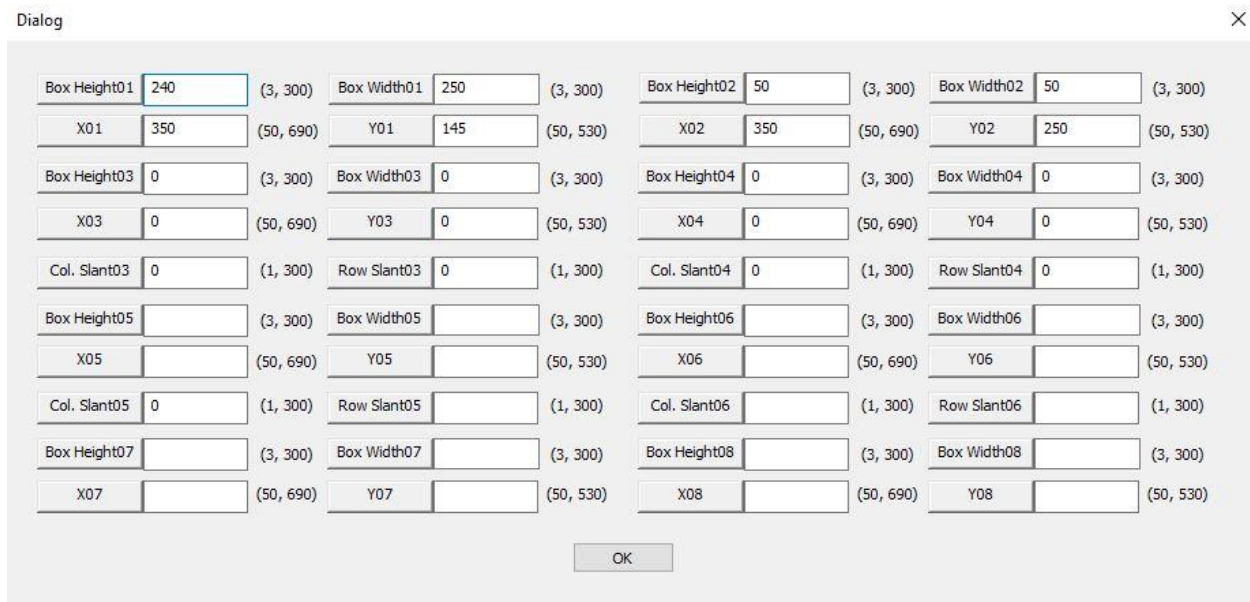 Dialog
Box Height01 240 (3, 300) Box Width01 250 (3, 300) Box Height02 50 (3, 300) Box Width02 50 (3, 300)
X01 350 (50, 690) Y01 145 (50, 530) X02 350 (50, 690) Y02 250 (50, 530)
Box Height03 0 (3, 300) Box Width03 0 (3, 300) Box Height04 0 (3, 300) Box Width04 0 (3, 300)
X03 0 (50, 690) Y03 0 (50, 530) X04 0 (50, 690) Y04 0 (50, 530)
Col. Slant03 0 (1, 300) Row Slant03 0 (1, 300) Col. Slant04 0 (1, 300) Row Slant04 0 (1, 300)
Box Height05 (3, 300) Box Width05 (3, 300) Box Height06 (3, 300) Box Width06 (3, 300)
X05 (50, 690) Y05 (50, 530) X06 (50, 690) Y06 (50, 530)
Col. Slant05 0 (1, 300) Row Slant05 (1, 300) Col. Slant06 (1, 300) Row Slant06 (1, 300)
Box Height07 (3, 300) Box Width07 (3, 300) Box Height08 (3, 300) Box Width08 (3, 300)
X07 (50, 690) Y07 (50, 530) X08 (50, 690) Y08 (50, 530)
OK